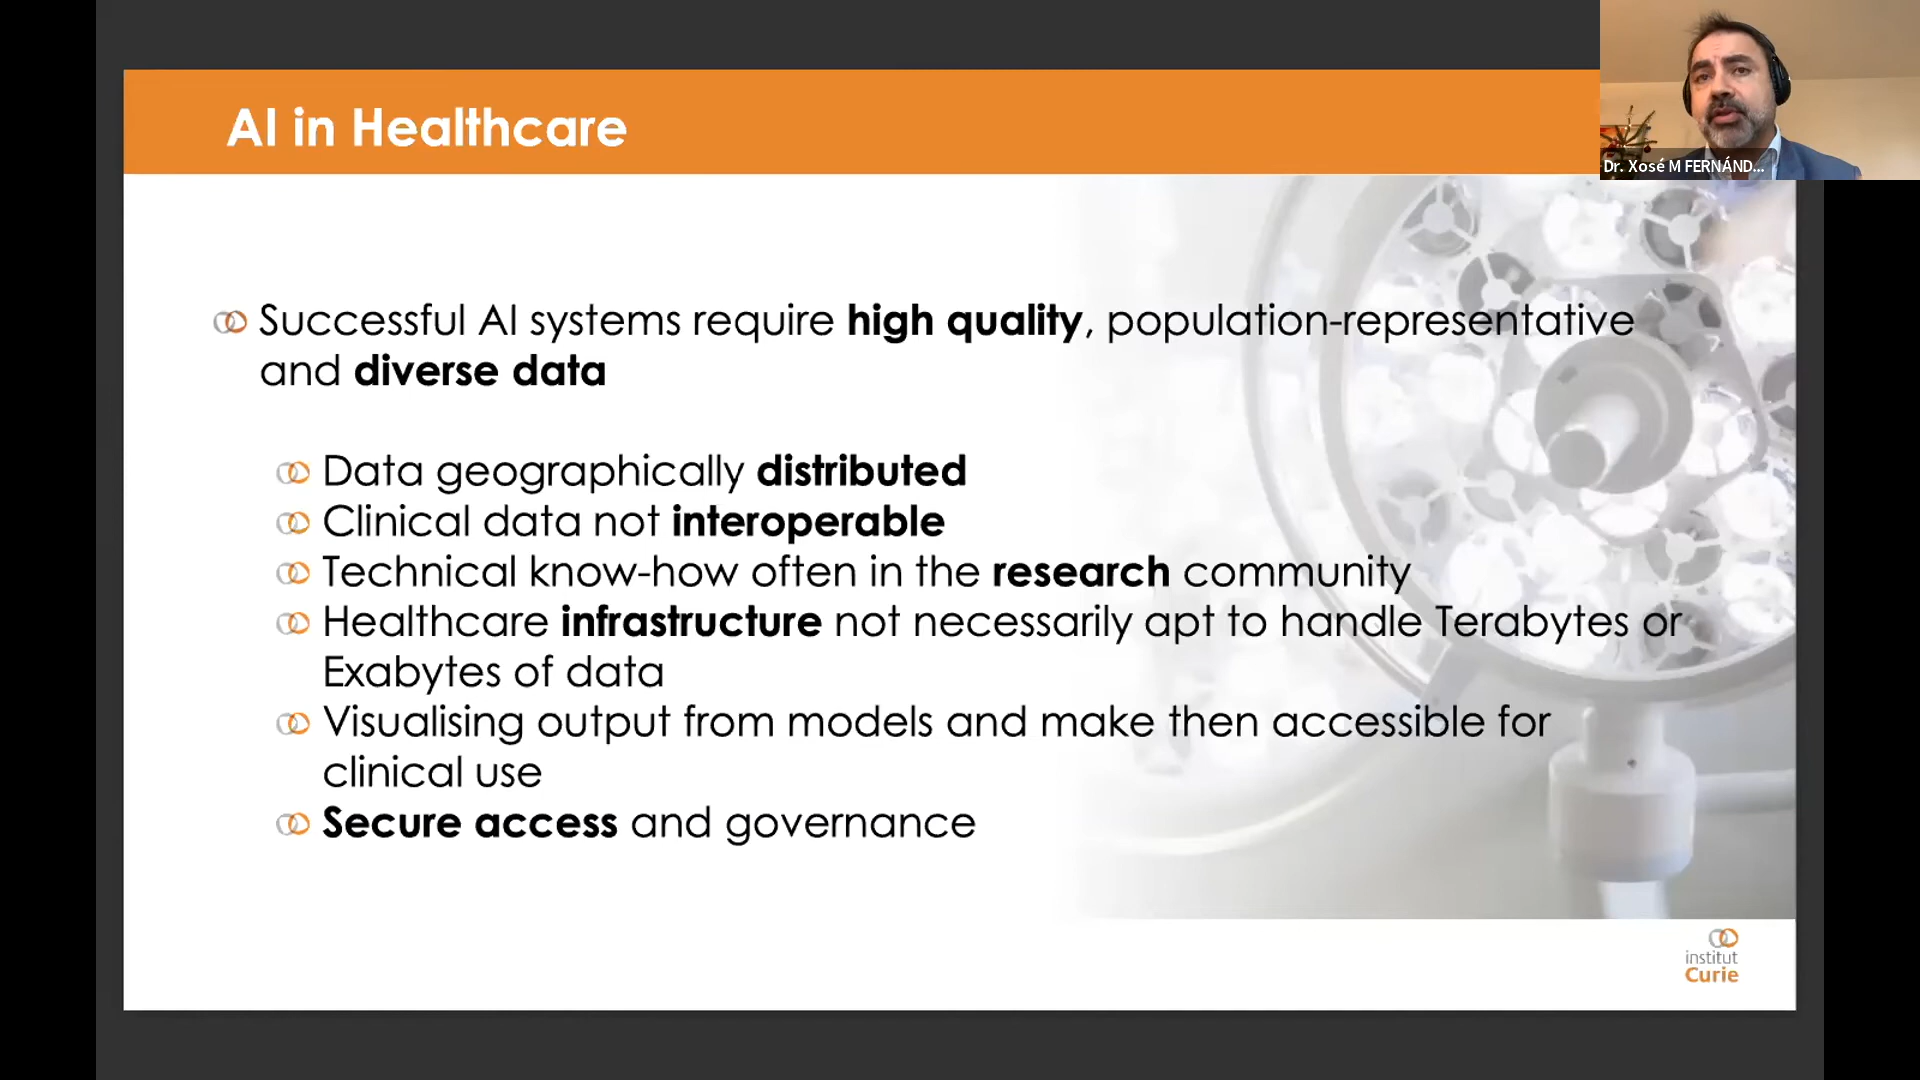 AI in Healthcare
Dr. Xosé M FERNÁND...
Successful AI systems require high quality, population-representative
and diverse data
Data geographically distributed
Clinical data not interoperable
Technical know-how often in the research community
Healthcare infrastructure not necessarily apt to handle Terabytes or
Exabytes of data
Visualising output from models and make then accessible for
clinical use
Secure access and governance
institut
Curie